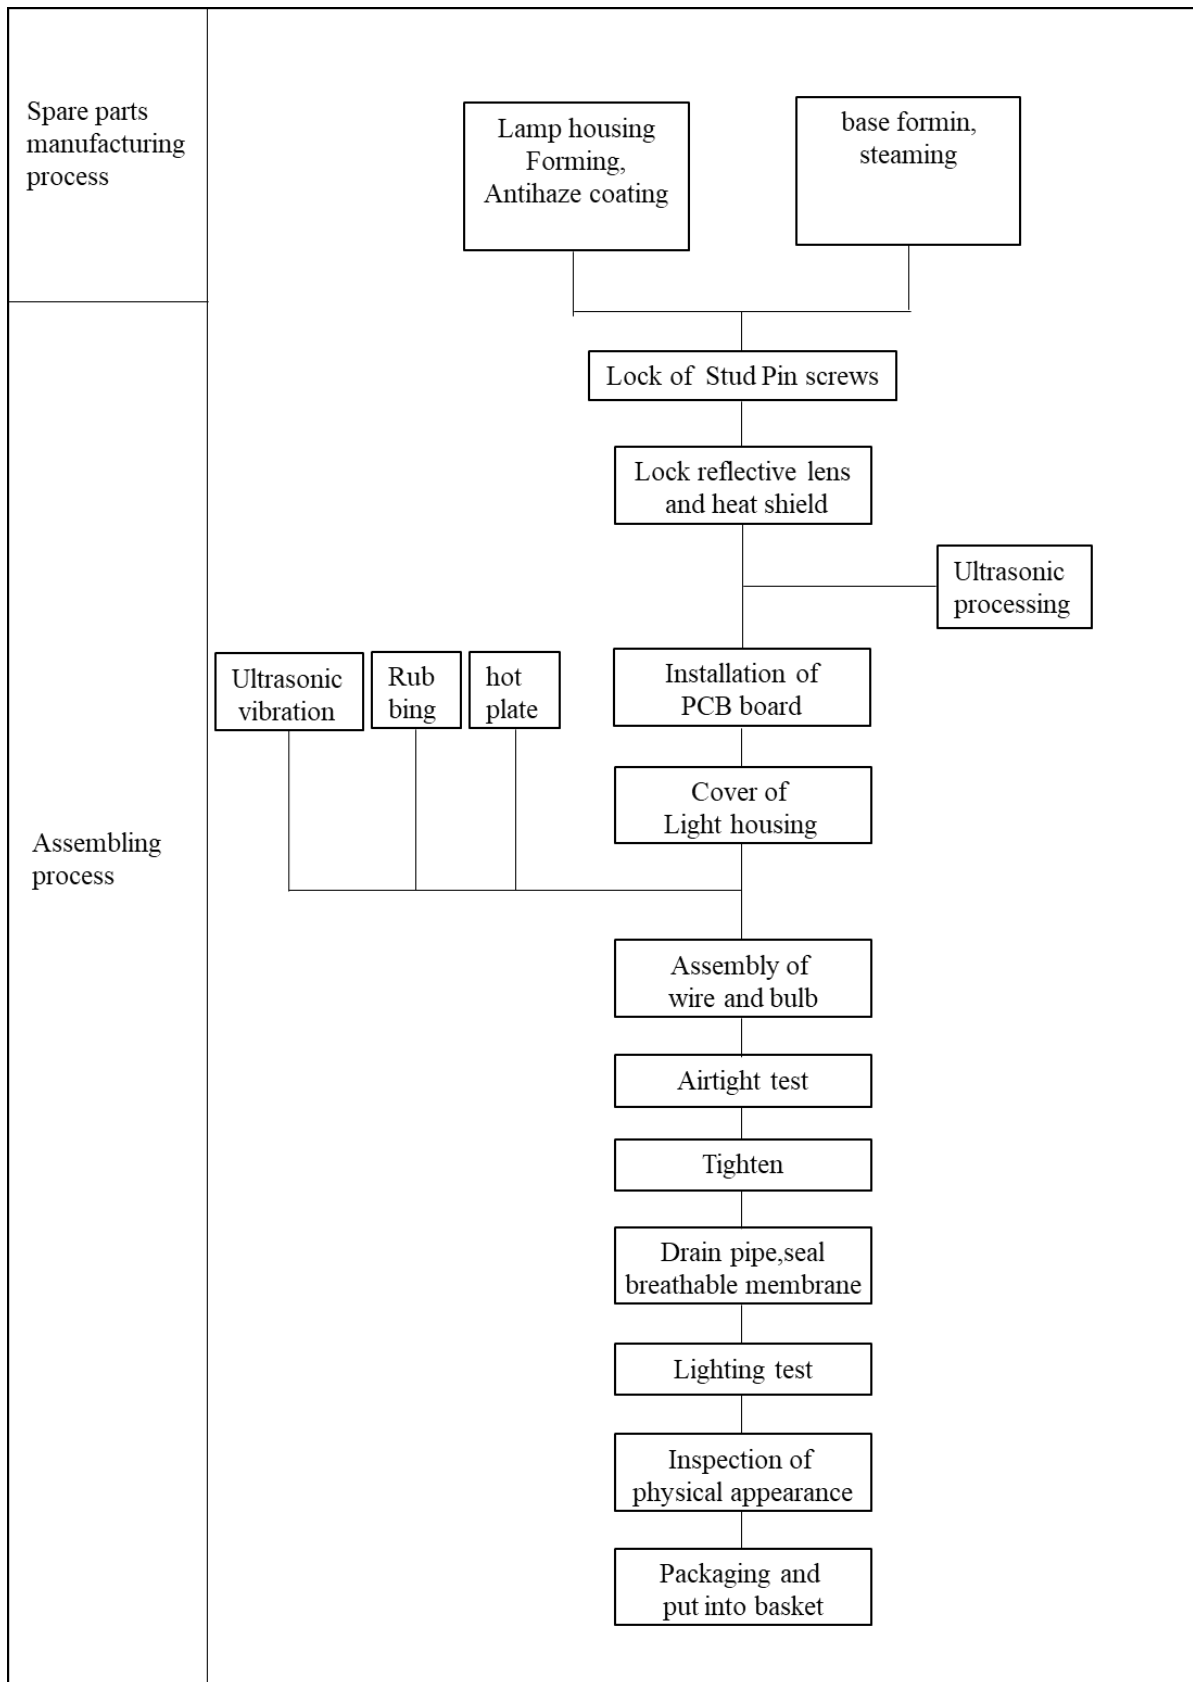 Spare parts
manufacturing
process
Lamp housing
Forming,
Antihaze coating
base formin,
steaming
Lock of Stud Pin screws
Lock reflective lens
and heat shield
Ultrasonic
processing
Ultrasonic
vibration
Rub
bing
hot
plate
Installation of
PCB board
Cover of
Light housing
Assembling
process
Assembly of
wire and bulb
Airtight test
Tighten
Drain pipe,seal
breathable membrane
Lighting test
Inspection of
physical appearance
Packaging and
put into basket